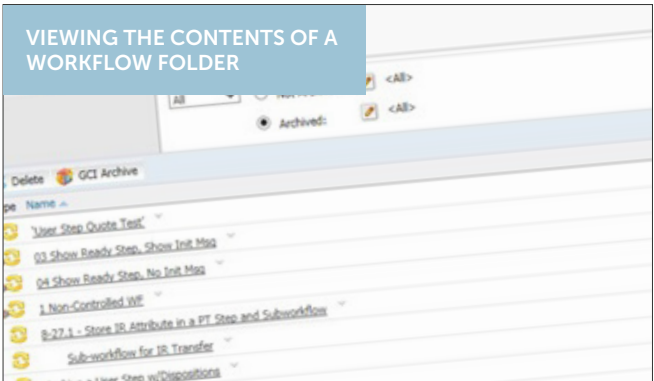 VIEWING THE CONTENTS OF A
WORKFLOW FOLDER
All
<All>
Archived:
<All>
Delete
GCI Archive
Name
'User Step Quote Test'
03 Show Ready Step, Show Init Msg
04 Show Ready Step, No Init Msg
1 Non-Controlled WF
8-27.1 - Store IR Attribute in a PT Step and Subworkflow
Sub-workflow for IR Transfer
a User Step w/Dispositions